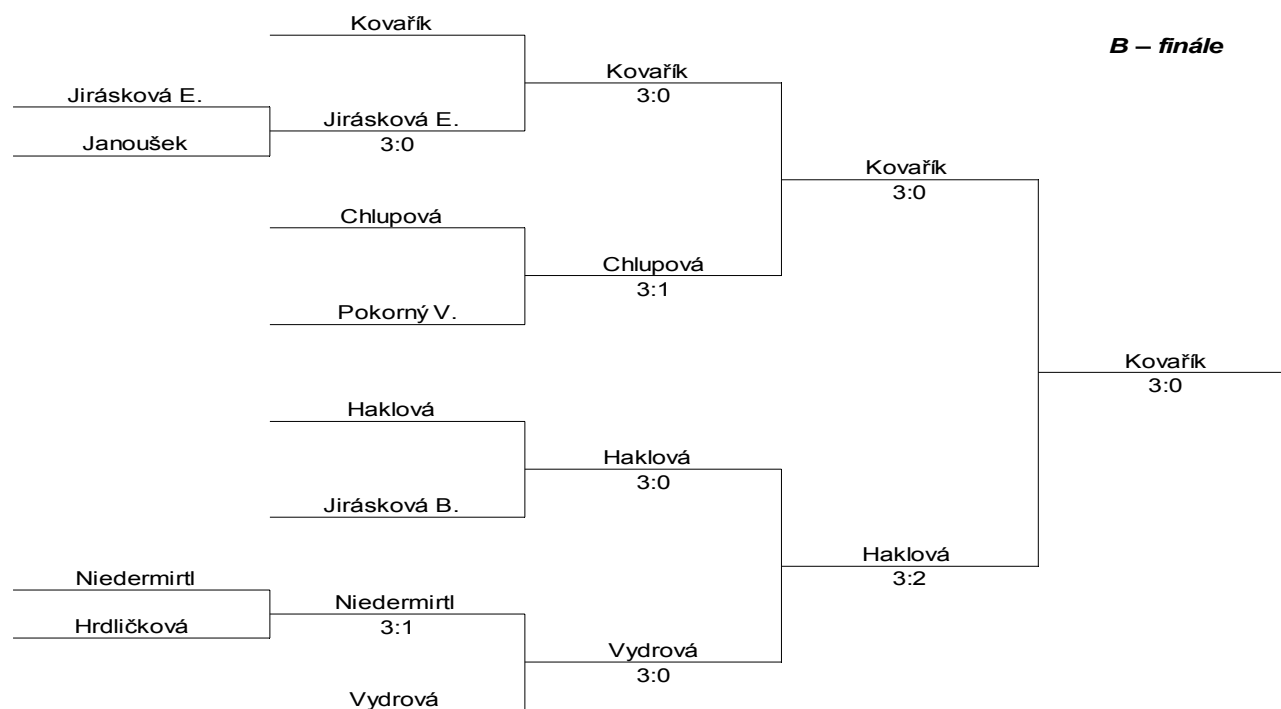 Kovařík
B – finále
Kovařík
3:0
Jirásková E.
Jirásková E.
3:0
Janoušek
Kovařík
3:0
Chlupová
Chlupová
3:1
Pokorný V.
Kovařík
3:0
Haklová
Haklová
3:0
Jirásková B.
Haklová
3:2
Niedermirtl
Niedermirtl
3:1
Hrdličková
Vydrová
3:0
Vydrová